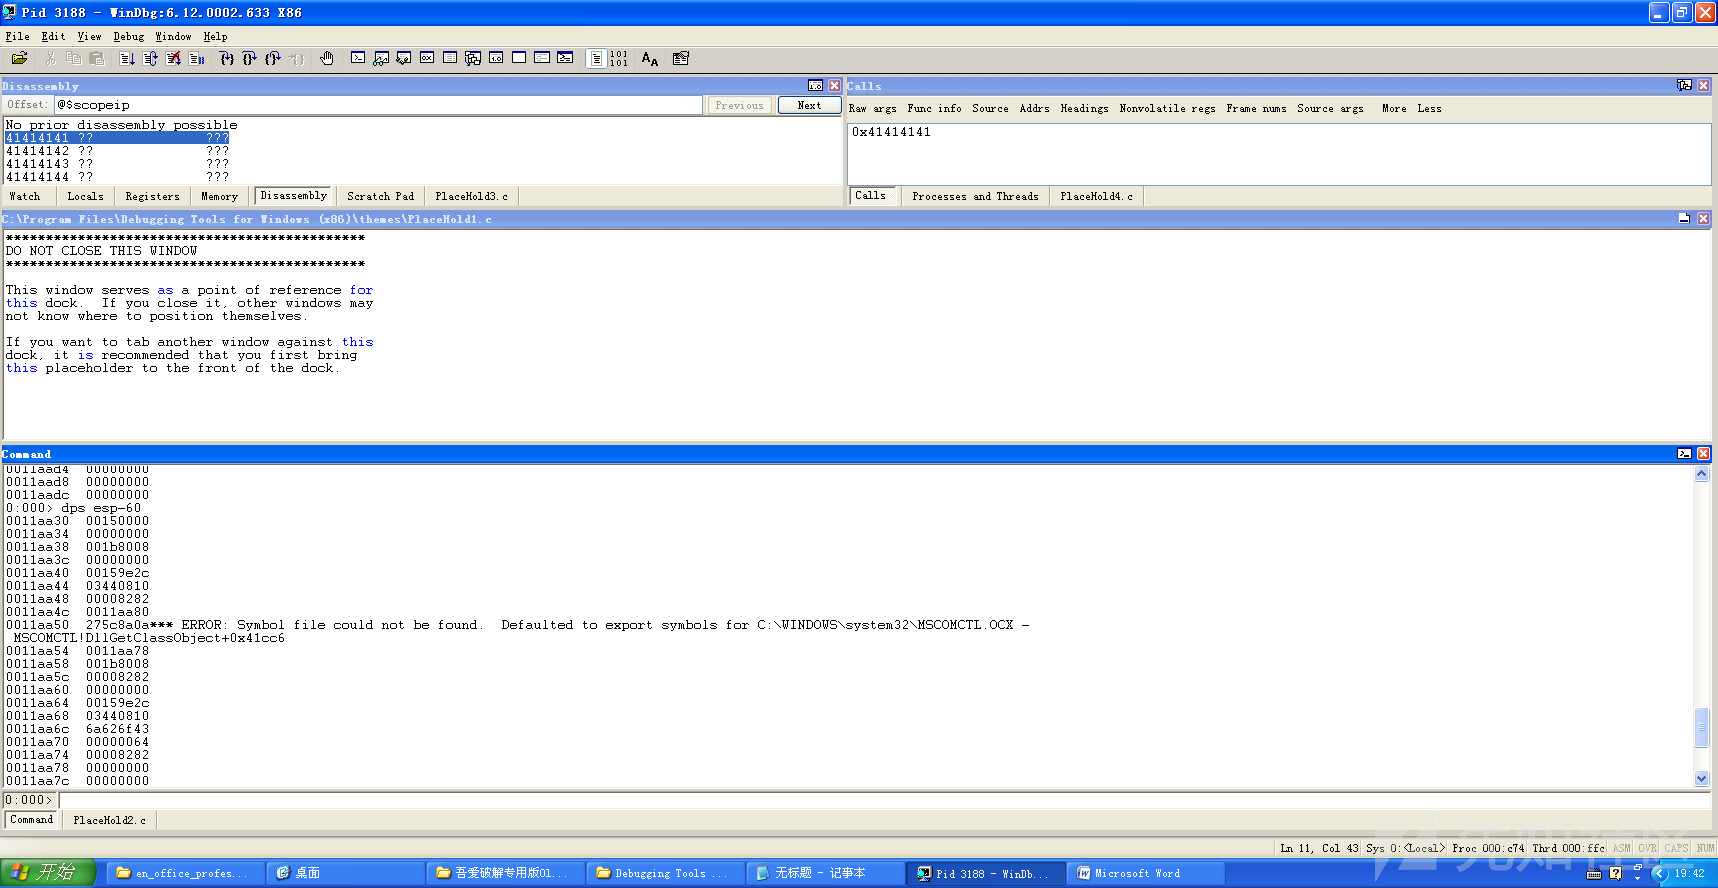 Pid 3188 - WinDbg:6.12.0002.633 X86
File Edit View Debug Window Help
Disassembly
Offset: @$scopeip Previous Next
No prior disassembly possible
41414141 ?? ???
41414142 ?? ???
41414143 ?? ???
41414144 ?? ???
Watch Locals Registers Memory Disassembly Scratch Pad PlaceHold3.c
Calls
Raw args Func info Source Addrs Headings Nonvolatile regs Frame nums Source args More Less
0x41414141
Calls Processes and Threads PlaceHold4.c
C:\Program Files\Debugging Tools for Windows (x86)\themes\PlaceHold1.c
*********************************************
DO NOT CLOSE THIS WINDOW
*********************************************
This window serves as a point of reference for
this dock. If you close it, other windows may
not know where to position themselves.
If you want to tab another window against this
dock, it is recommended that you first bring
this placeholder to the front of the dock.
Command
0011aad4 00000000
0011aad8 00000000
0011aadc 00000000
0:000> dps esp-60
0011aa30 00150000
0011aa34 00000000
0011aa38 001b8008
0011aa3c 00000000
0011aa40 00159e2c
0011aa44 03440810
0011aa48 00008282
0011aa4c 0011aa80
0011aa50 275c8a0a*** ERROR: Symbol file could not be found. Defaulted to export symbols for C:\WINDOWS\system32\MSCOMCTL.OCX -
MSCOMCTL!DllGetClassObject+0x41cc6
0011aa54 0011aa78
0011aa58 001b8008
0011aa5c 00008282
0011aa60 00000000
0011aa64 00159e2c
0011aa68 03440810
0011aa6c 6a626f43
0011aa70 00000064
0011aa74 00008282
0011aa78 00000000
0011aa7c 00000000
0:000>
Command PlaceHold2.c
Ln 11, Col 43 Sys 0:<Local> Proc 000:c74 Thrd 000:ffc ASM OVR CAPS NUM
先知社区
开始 en_office_profes... 桌面 吾爱破解专用版Ol... Debugging Tools ... 无标题 - 记事本 Pid 3188 - WinDb... Microsoft Word 19:42